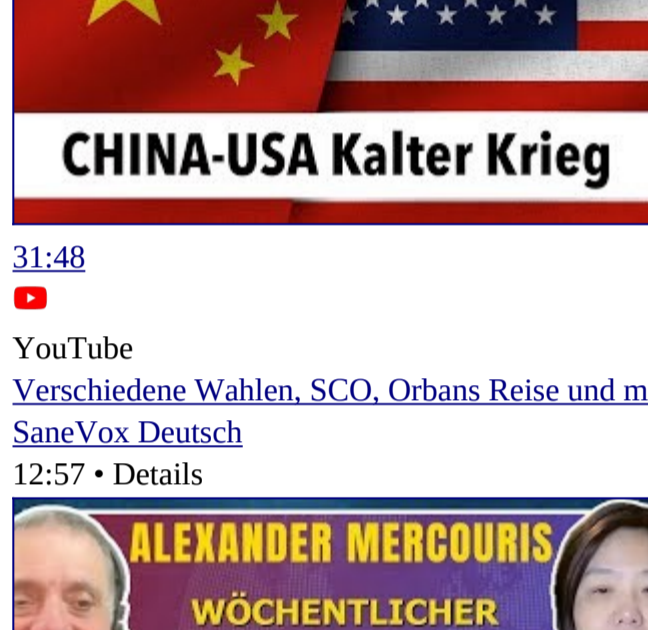 CHINA-USA Kalter Krieg
31:48
YouTube
Verschiedene Wahlen, SCO, Orbans Reise und m
SaneVox Deutsch
12:57 • Details
ALEXANDER MERCOURIS
WÖCHENTLICHER